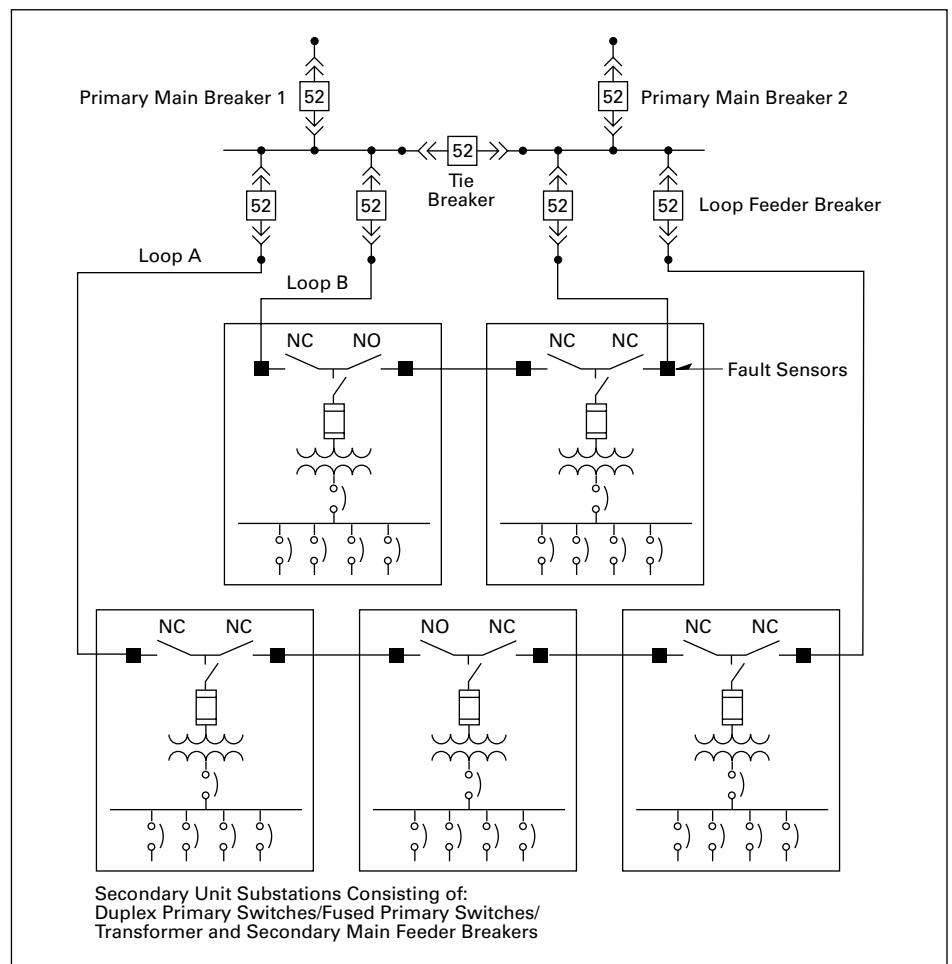 Primary Main Breaker 1
52
52
Primary Main Breaker 2
52
Tie
Breaker
52
52
52
52
Loop Feeder Breaker
Loop A
Loop B
NC NO
NC NC
Fault Sensors
NC NC
NO NC
NC NC
Secondary Unit Substations Consisting of:
Duplex Primary Switches/Fused Primary Switches/
Transformer and Secondary Main Feeder Breakers